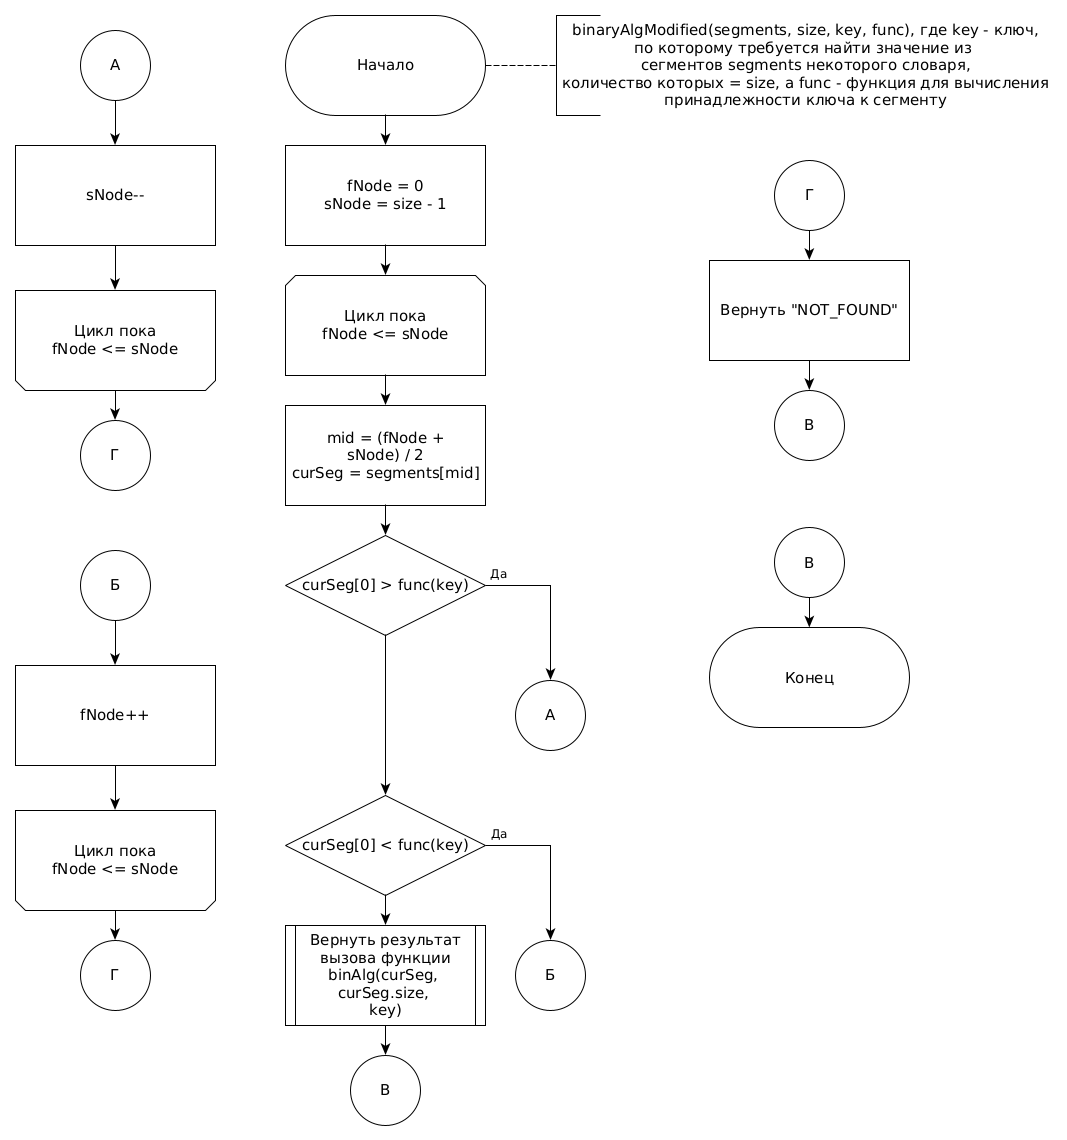 А
sNode--
Цикл пока
fNode <= sNode
Г
Б
fNode++
Цикл пока
fNode <= sNode
Г
Начало
binaryAlgModified(segments, size, key, func), где key - ключ,
по которому требуется найти значение из
сегментов segments некоторого словаря,
количество которых = size, а func - функция для вычисления
принадлежности ключа к сегменту
fNode = 0
sNode = size - 1
Цикл пока
fNode <= sNode
mid = (fNode +
sNode) / 2
curSeg = segments[mid]
curSeg[0] > func(key)
Да
А
curSeg[0] < func(key)
Да
Б
Вернуть результат
вызова функции
binAlg(curSeg,
curSeg.size,
key)
В
Г
Вернуть "NOT_FOUND"
В
В
Конец